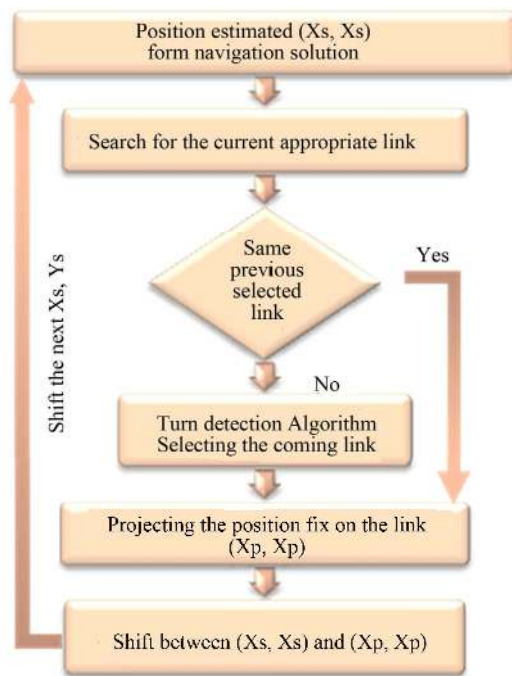 Position estimated (Xs, Xs)
form navigation solution
Search for the current appropriate link
Same
previous
selected
link
Yes
No
Turn detection Algorithm
Selecting the coming link
Projecting the position fix on the link
(Xp, Xp)
Shift between (Xs, Xs) and (Xp, Xp)
Shift the next Xs, Ys